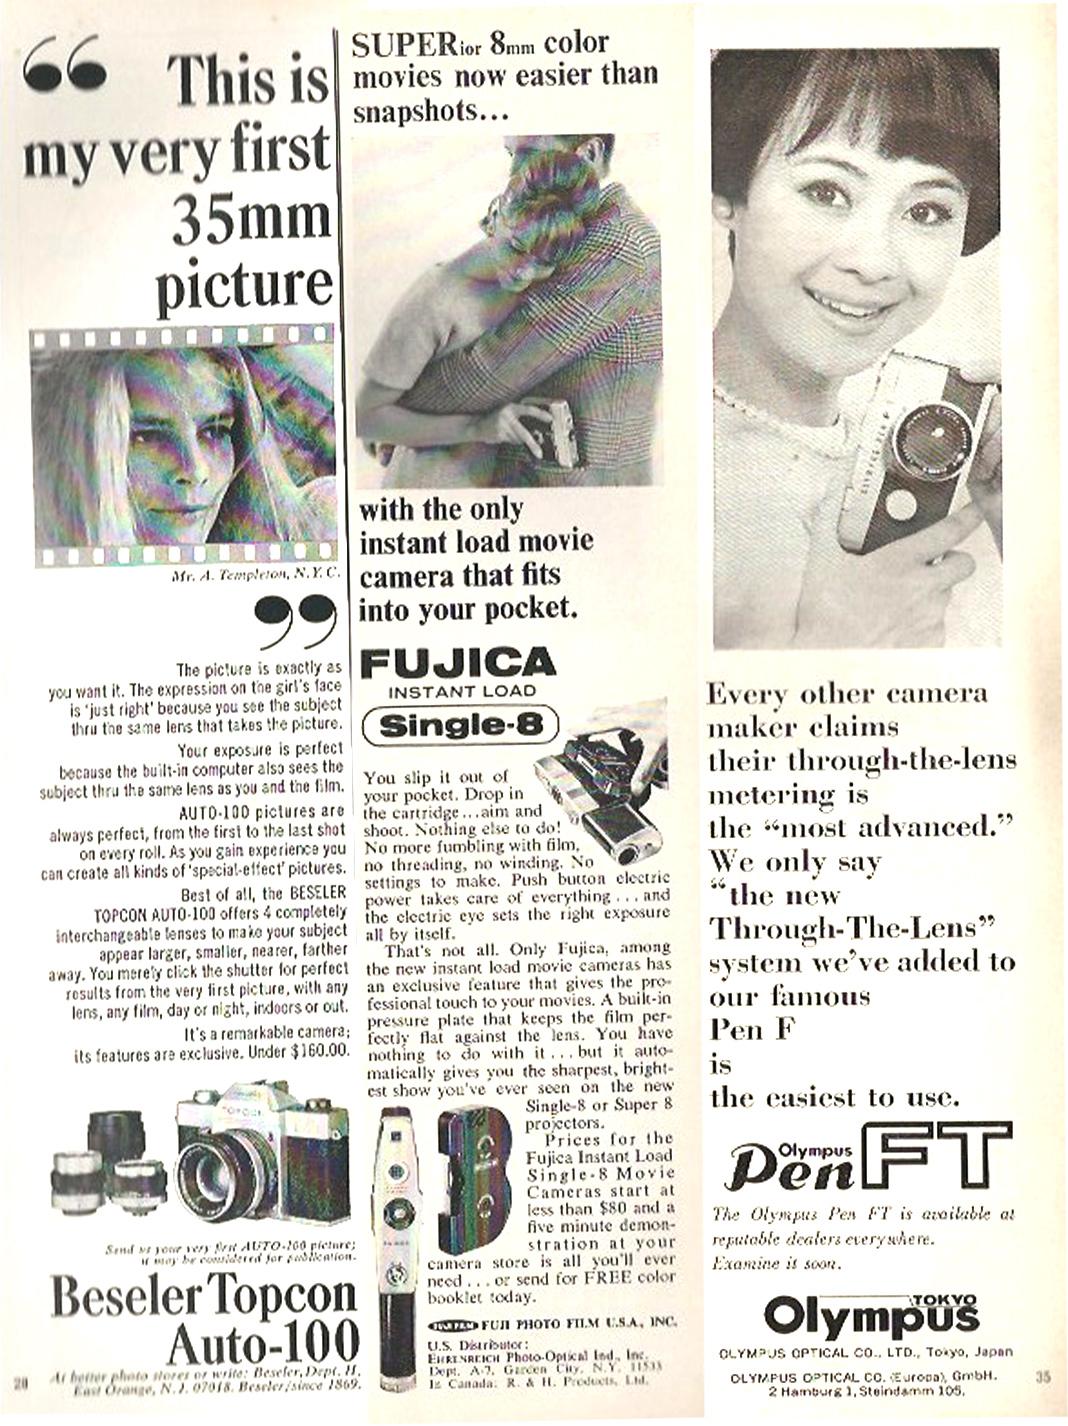 “ This is
my very first
35mm
picture
Mr. A. Templeton, N.Y.C.
”
The picture is exactly as
you want it. The expression on the girl's face
is 'just right' because you see the subject
thru the same lens that takes the picture.
Your exposure is perfect
because the built-in computer also sees the
subject thru the same lens as you and the film.
AUTO-100 pictures are
always perfect, from the first to the last shot
on every roll. As you gain experience you
can create all kinds of 'special-effect' pictures.
Best of all, the BESELER
TOPCON AUTO-100 offers 4 completely
interchangeable lenses to make your subject
appear larger, smaller, nearer, farther
away. You merely click the shutter for perfect
results from the very first picture, with any
lens, any film, day or night, indoors or out.
It's a remarkable camera;
its features are exclusive. Under $160.00.
TOPCON
Send us your very first AUTO-100 picture;
it may be considered for publication.
Beseler Topcon
Auto-100
At better photo stores or write: Beseler, Dept. H,
East Orange, N.J. 07018. Beseler/since 1869.
28
SUPERior 8mm color
movies now easier than
snapshots...
with the only
instant load movie
camera that fits
into your pocket.
FUJICA
INSTANT LOAD
Single-8
You slip it out of
your pocket. Drop in
the cartridge...aim and
shoot. Nothing else to do!
No more fumbling with film,
no threading, no winding. No
settings to make. Push button electric
power takes care of everything...and
the electric eye sets the right exposure
all by itself.
That's not all. Only Fujica, among
the new instant load movie cameras has
an exclusive feature that gives the pro-
fessional touch to your movies. A built-in
pressure plate that keeps the film per-
fectly flat against the lens. You have
nothing to do with it...but it auto-
matically gives you the sharpest, bright-
est show you've ever seen on the new
Single-8 or Super 8
projectors.
Prices for the
Fujica Instant Load
Single-8 Movie
Cameras start at
less than $80 and a
five minute demon-
stration at your
camera store is all you'll ever
need...or send for FREE color
booklet today.
FUJI FILM FUJI PHOTO FILM U.S.A., INC.
U.S. Distributor:
EHRENREICH Photo-Optical Ind., Inc.
Dept. A-7, Garden City, N.Y. 11533
In Canada: R. & H. Products, Ltd.
Every other camera
maker claims
their through-the-lens
metering is
the “most advanced.”
We only say
“the new
Through-The-Lens”
system we've added to
our famous
Pen F
is
the easiest to use.
Olympus
Pen FT
The Olympus Pen FT is available at
reputable dealers everywhere.
Examine it soon.
Olympus TOKYO
OLYMPUS OPTICAL CO., LTD., Tokyo, Japan
OLYMPUS OPTICAL CO. (Europa), GmbH.
2 Hamburg 1, Steindamm 105.
35